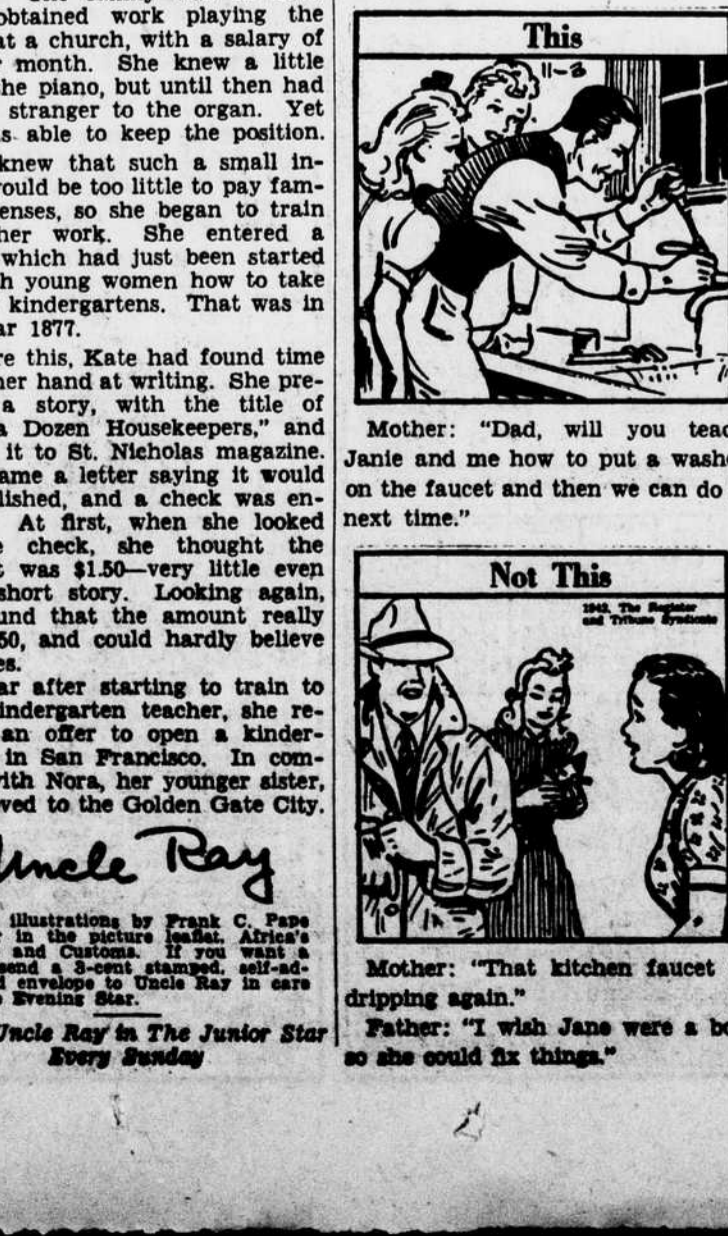 obtained work playing the
at a church, with a salary of
month. She knew a little
he piano, but until then had
stranger to the organ. Yet
s able to keep the position.
knew that such a small in-
ould be too little to pay fam-
enses, so she began to train
her work. She entered a
which had just been started
h young women how to take
kindergartens. That was in
ar 1877.
re this, Kate had found time
her hand at writing. She pre-
a story, with the title of
a Dozen Housekeepers," and
it to St. Nicholas magazine.
ame a letter saying it would
lished, and a check was en-
At first, when she looked
e check, she thought the
t was $1.50—very little even
short story. Looking again,
und that the amount really
50, and could hardly believe
es.
ar after starting to train to
indergarten teacher, she re-
an offer to open a kinder-
in San Francisco. In com-
ith Nora, her younger sister,
ved to the Golden Gate City.
Uncle Ray
illustrations by Frank C. Pape
in the picture leaflet, Africa's
and Customs. If you want a
send a 3-cent stamped, self-ad-
d envelope to Uncle Ray in care
Evening Star.
Uncle Ray in The Junior Star
Every Sunday
This
11-3
Mother: "Dad, will you teac
Janie and me how to put a washe
on the faucet and then we can do
next time."
Not This
1942, The Register
and Tribune Syndicate
Mother: "That kitchen faucet
dripping again."
Father: "I wish Jane were a bo
so she could fix things."